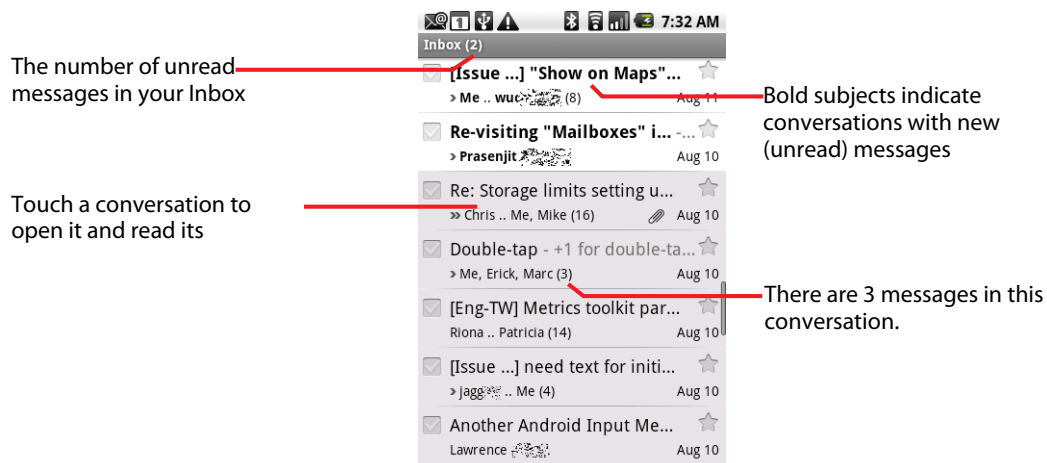 7:32 AM
Inbox (2)
The number of unread
messages in your Inbox
[Issue ...] "Show on Maps"...
Me .. wuc (8) Aug 11
Bold subjects indicate
conversations with new
(unread) messages
Re-visiting "Mailboxes" i... -...
Prasenjit Aug 10
Touch a conversation to
open it and read its
Re: Storage limits setting u...
Chris .. Me, Mike (16) Aug 10
Double-tap - +1 for double-ta...
Me, Erick, Marc (3) Aug 10
There are 3 messages in this
conversation.
[Eng-TW] Metrics toolkit par...
Riona .. Patricia (14) Aug 10
[Issue ...] need text for initi...
jagg .. Me (4) Aug 10
Another Android Input Me...
Lawrence Aug 10